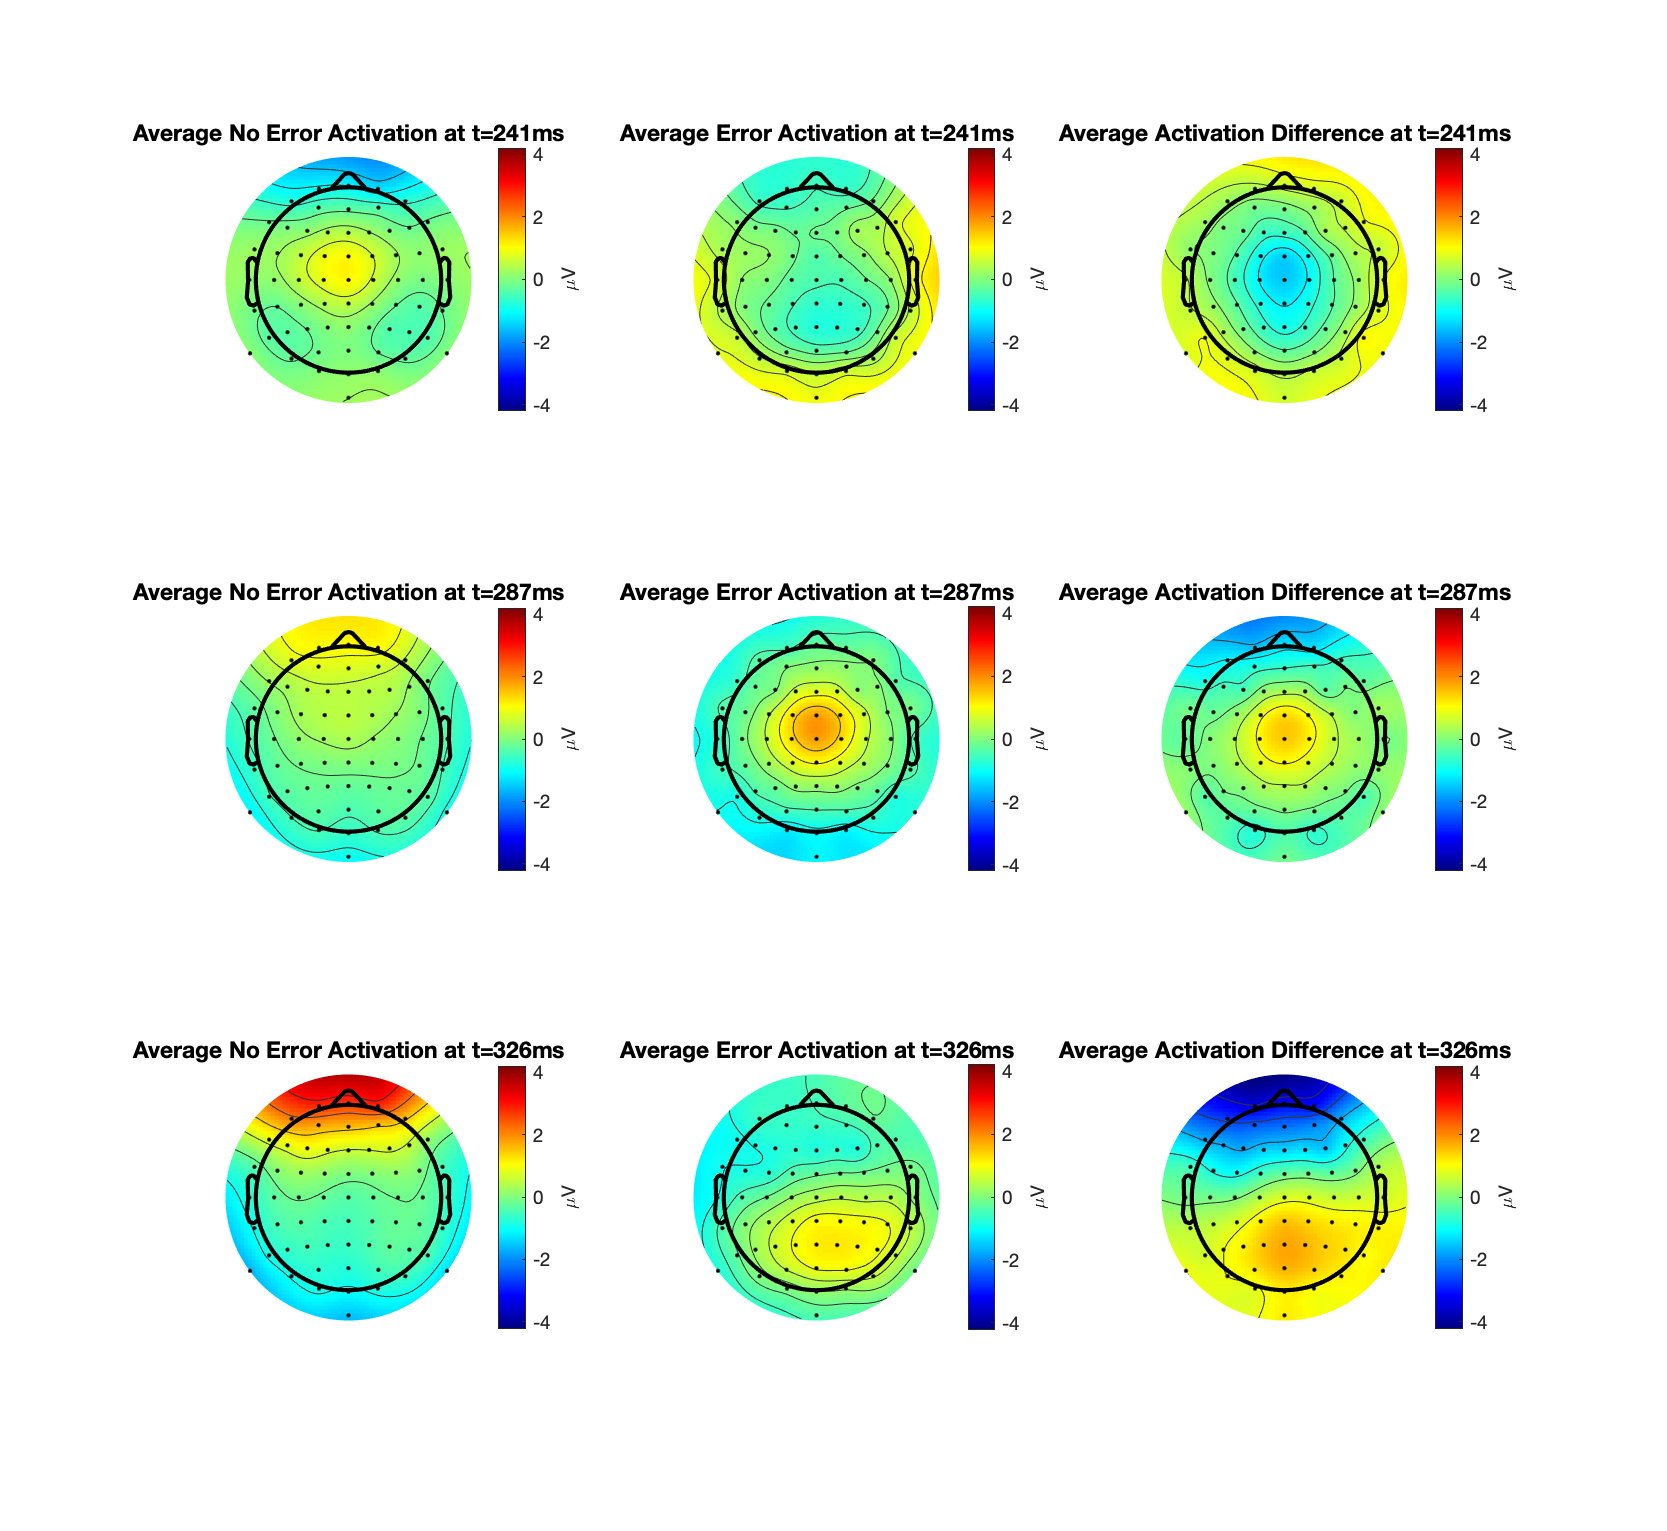 Average No Error Activation at t=241ms
4
2
0
-2
-4
μV
Average Error Activation at t=241ms
4
2
0
-2
-4
μV
Average Activation Difference at t=241ms
4
2
0
-2
-4
μV
Average No Error Activation at t=287ms
4
2
0
-2
-4
μV
Average Error Activation at t=287ms
4
2
0
-2
-4
μV
Average Activation Difference at t=287ms
4
2
0
-2
-4
μV
Average No Error Activation at t=326ms
4
2
0
-2
-4
μV
Average Error Activation at t=326ms
4
2
0
-2
-4
μV
Average Activation Difference at t=326ms
4
2
0
-2
-4
μV